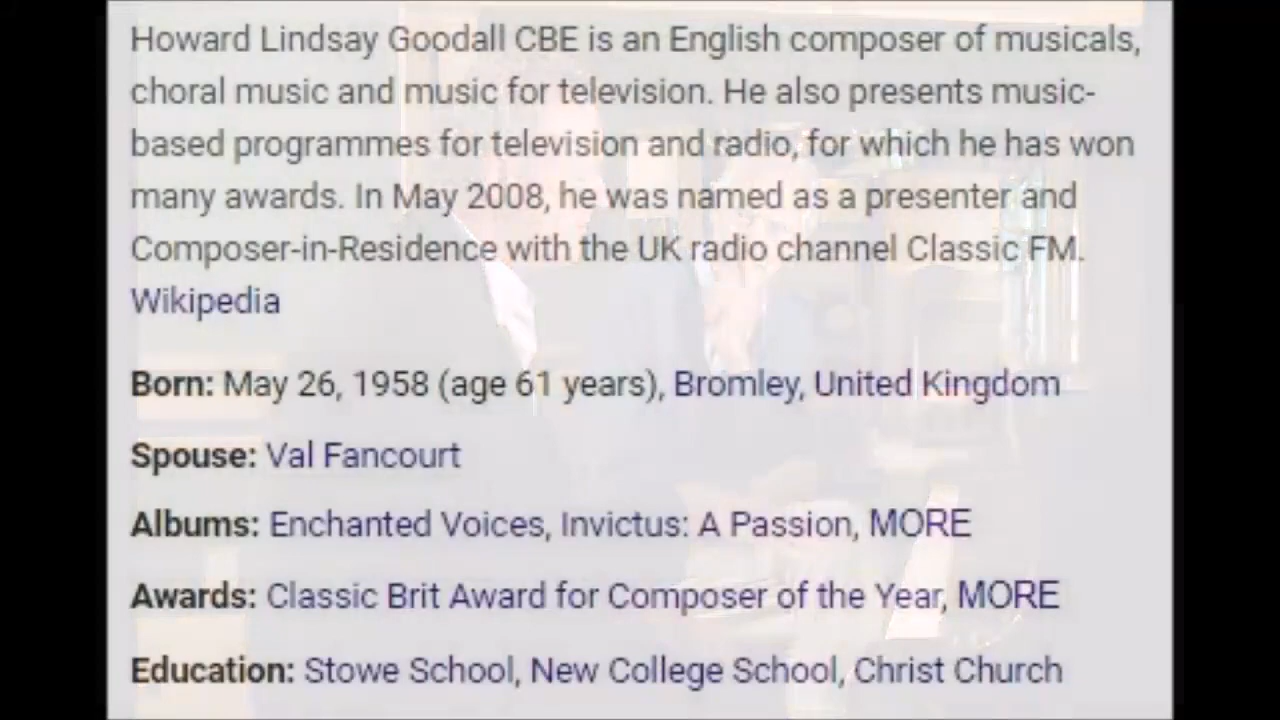 Howard Lindsay Goodall CBE is an English composer of musicals,
choral music and music for television. He also presents music-
based programmes for television and radio, for which he has won
many awards. In May 2008, he was named as a presenter and
Composer-in-Residence with the UK radio channel Classic FM.
Wikipedia
Born: May 26, 1958 (age 61 years), Bromley, United Kingdom
Spouse: Val Fancourt
Albums: Enchanted Voices, Invictus: A Passion, MORE
Awards: Classic Brit Award for Composer of the Year, MORE
Education: Stowe School, New College School, Christ Church